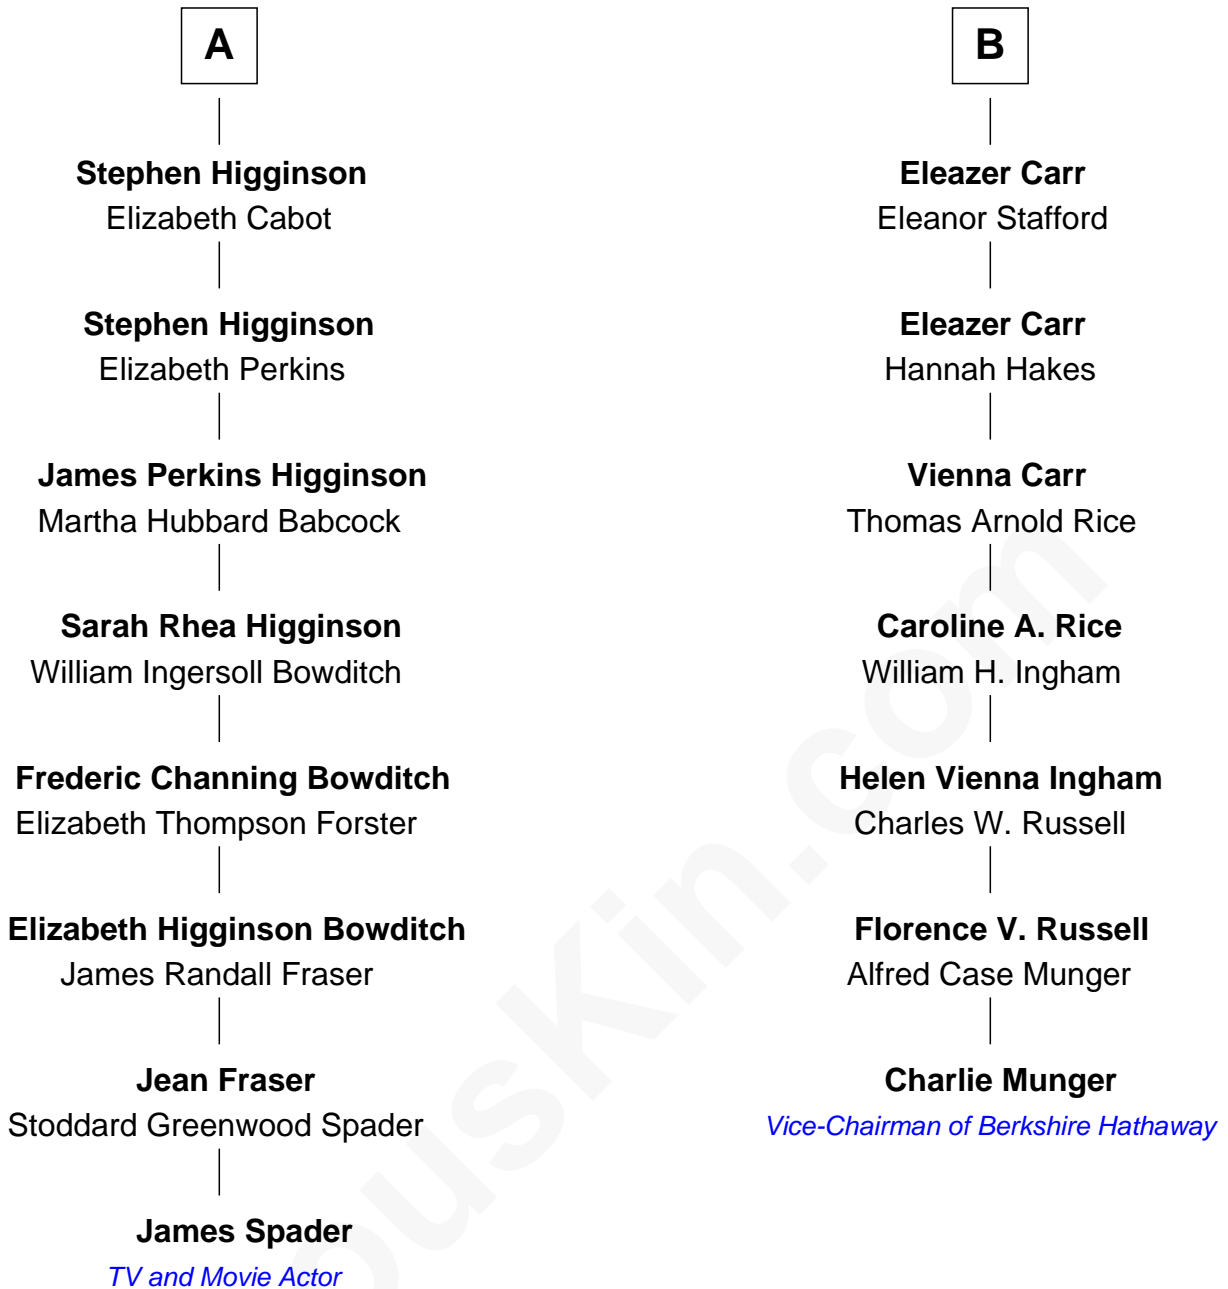 A
Stephen Higginson
Elizabeth Cabot
Stephen Higginson
Elizabeth Perkins
James Perkins Higginson
Martha Hubbard Babcock
Sarah Rhea Higginson
William Ingersoll Bowditch
Frederic Channing Bowditch
Elizabeth Thompson Forster
Elizabeth Higginson Bowditch
James Randall Fraser
Jean Fraser
Stoddard Greenwood Spader
James Spader
TV and Movie Actor
B
Eleazer Carr
Eleanor Stafford
Eleazer Carr
Hannah Hakes
Vienna Carr
Thomas Arnold Rice
Caroline A. Rice
William H. Ingham
Helen Vienna Ingham
Charles W. Russell
Florence V. Russell
Alfred Case Munger
Charlie Munger
Vice-Chairman of Berkshire Hathaway
ousKin.com